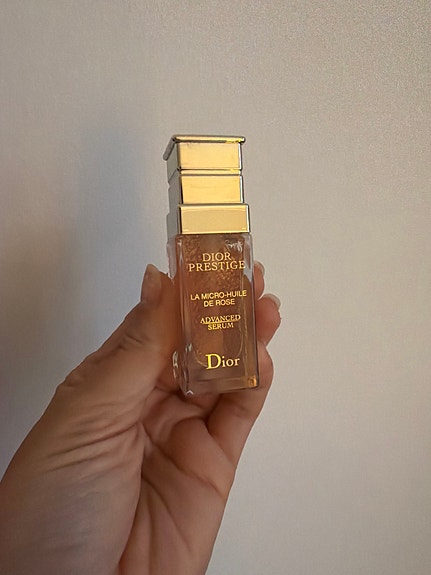 DIOR
PRESTIGE
LA MICRO-HUILE
DE ROSE
ADVANCED
SERUM
Dior